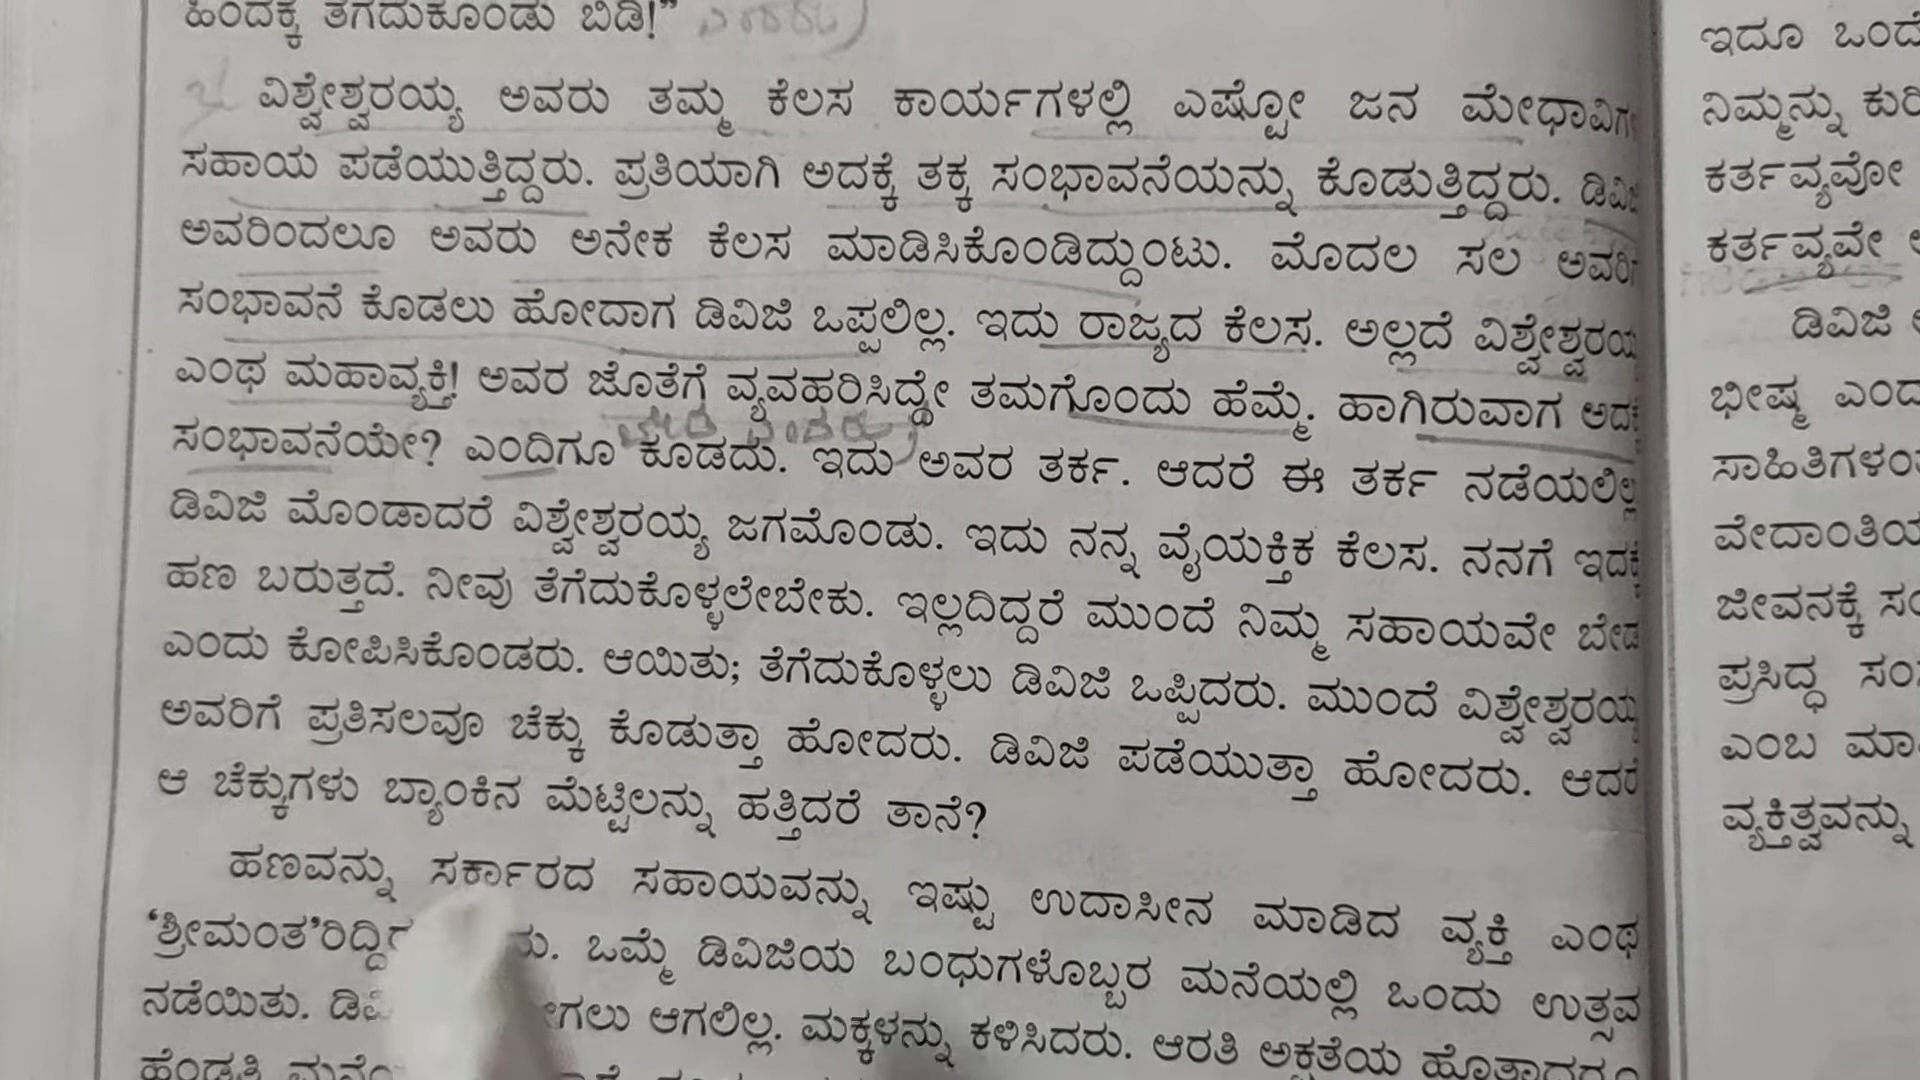 ಹಿಂದಕ್ಕೆ ತೆಗೆದುಕೊಂಡು ಬಿಡಿ!”
ವಿಶ್ವೇಶ್ವರಯ್ಯ ಅವರು ತಮ್ಮ ಕೆಲಸ ಕಾರ್ಯಗಳಲ್ಲಿ ಎಷ್ಟೋ ಜನ
ಸಹಾಯ ಪಡೆಯುತ್ತಿದ್ದರು. ಪ್ರತಿಯಾಗಿ ಅದಕ್ಕೆ ತಕ್ಕ ಸಂಭಾವನೆಯನ್ನು ಕೊಡುತ್ತಿದ್ದರು.
ಅವರಿಂದಲೂ ಅವರು ಅನೇಕ ಕೆಲಸ ಮಾಡಿಸಿಕೊಂಡಿದ್ದುಂಟು. ಮೊದಲ ಸಲ
ಸಂಭಾವನೆ ಕೊಡಲು ಹೋದಾಗ ಡಿವಿಜಿ ಒಪ್ಪಲಿಲ್ಲ. ಇದು ರಾಜ್ಯದ ಕೆಲಸ. ಅಲ್ಲದೆ
ಎಂಥ ಮಹಾವ್ಯಕ್ತಿ! ಅವರ ಜೊತೆಗೆ ವ್ಯವಹರಿಸಿದ್ದೇ ತಮಗೊಂದು ಹೆಮ್ಮೆ. ಹಾಗಿರುವಾಗ
ಸಂಭಾವನೆಯೇ? ಎಂದಿಗೂ ಕೂಡದು. ಇದು ಅವರ ತರ್ಕ. ಆದರೆ ಈ ತರ್ಕ ನಡೆಯಲಿಲ್ಲ
ಡಿವಿಜಿ ಮೊಂಡಾದರೆ ವಿಶ್ವೇಶ್ವರಯ್ಯ ಜಗಮೊಂಡು. ಇದು ನನ್ನ ವೈಯಕ್ತಿಕ ಕೆಲಸ. ನನಗೆ
ಹಣ ಬರುತ್ತದೆ. ನೀವು ತೆಗೆದುಕೊಳ್ಳಲೇಬೇಕು. ಇಲ್ಲದಿದ್ದರೆ ಮುಂದೆ ನಿಮ್ಮ ಸಹಾಯವೇ
ಎಂದು ಕೋಪಿಸಿಕೊಂಡರು. ಆಯಿತು; ತೆಗೆದುಕೊಳ್ಳಲು ಡಿವಿಜಿ ಒಪ್ಪಿದರು. ಮುಂದೆ
ಅವರಿಗೆ ಪ್ರತಿಸಲವೂ ಚೆಕ್ಕು ಕೊಡುತ್ತಾ ಹೋದರು. ಡಿವಿಜಿ ಪಡೆಯುತ್ತಾ ಹೋದರು. ಆದರೆ
ಆ ಚೆಕ್ಕುಗಳು ಬ್ಯಾಂಕಿನ ಮೆಟ್ಟಿಲನ್ನು ಹತ್ತಿದರೆ ತಾನೆ?
ಹಣವನ್ನು ಸರ್ಕಾರದ ಸಹಾಯವನ್ನು ಇಷ್ಟು ಉದಾಸೀನ ಮಾಡಿದ ವ್ಯಕ್ತಿ ಎಂಥ
ಒಮ್ಮೆ ಡಿವಿಜಿಯ ಬಂಧುಗಳೊಬ್ಬರ ಮನೆಯಲ್ಲಿ ಒಂದು ಉತ್ಸವ
ನಡೆಯಿತು. ಆಗಲಿಲ್ಲ. ಮಕ್ಕಳನ್ನು ಕಳಿಸಿದರು. ಆರತಿ ಅಕ್ಷತೆಯ
ಇದೂ
ನಿಮ್ಮನ್ನು
ಕರ್ತವ್ಯವೋ
ಕರ್ತವ್ಯವೇ
ಡಿವಿಜಿ
ಭೀಷ್ಮ
ಜೀವನಕ್ಕೆ
ಪ್ರಸಿದ್ಧ
ಎಂಬ
ವ್ಯಕ್ತಿತ್ವವನ್ನು